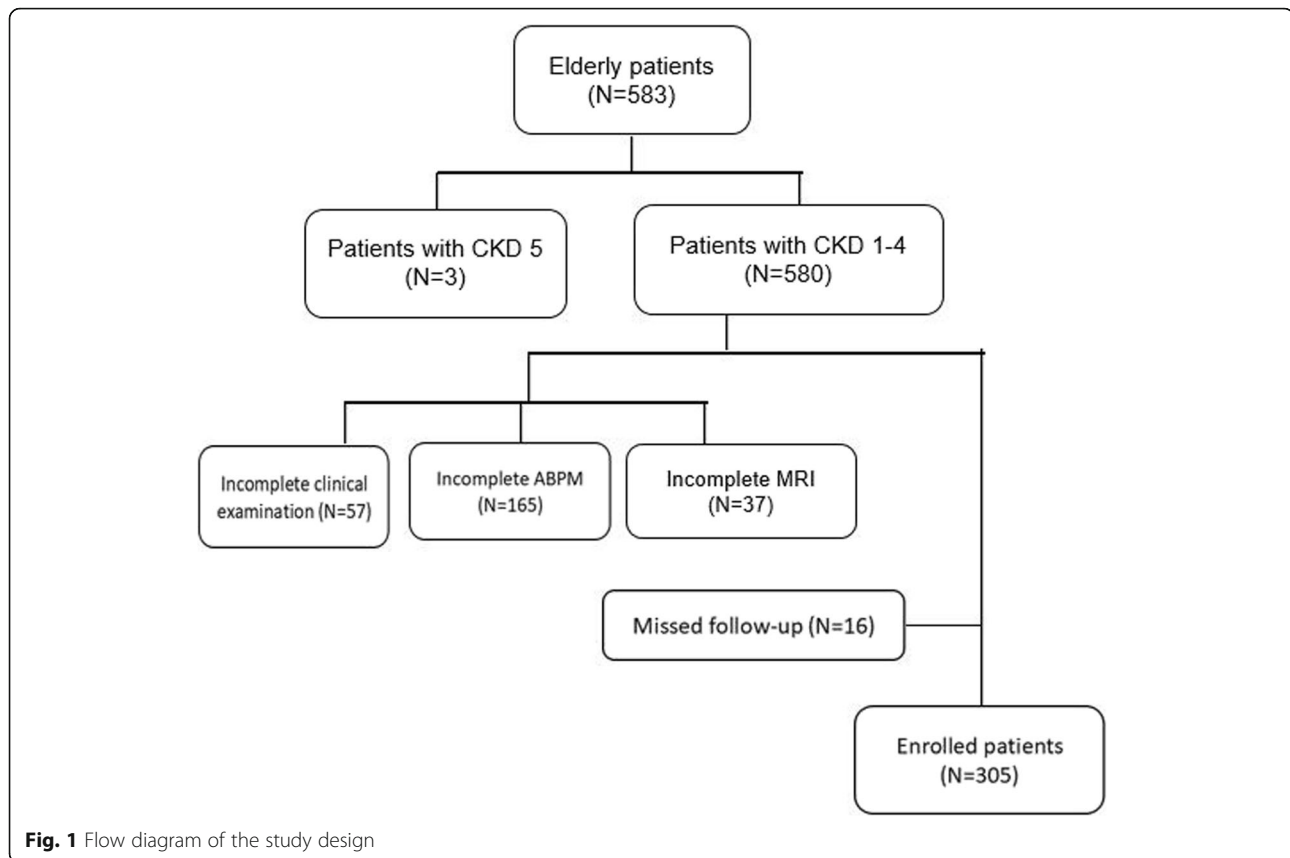 Elderly patients
(N=583)
Patients with CKD 5
(N=3)
Patients with CKD 1-4
(N=580)
Incomplete clinical
examination (N=57)
Incomplete ABPM
(N=165)
Incomplete MRI
(N=37)
Missed follow-up (N=16)
Enrolled patients
(N=305)
Fig. 1 Flow diagram of the study design